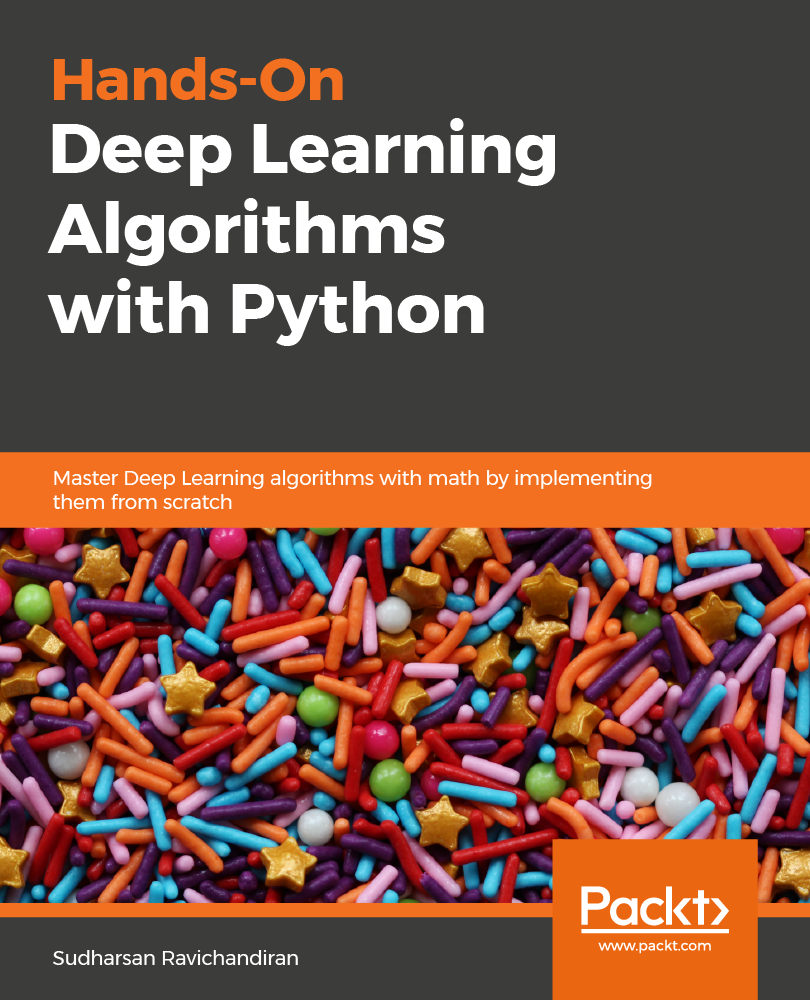 Hands-On
Deep Learning
Algorithms
with Python
Master Deep Learning algorithms with math by implementing
them from scratch
Packt>
www.packt.com
Sudharsan Ravichandiran